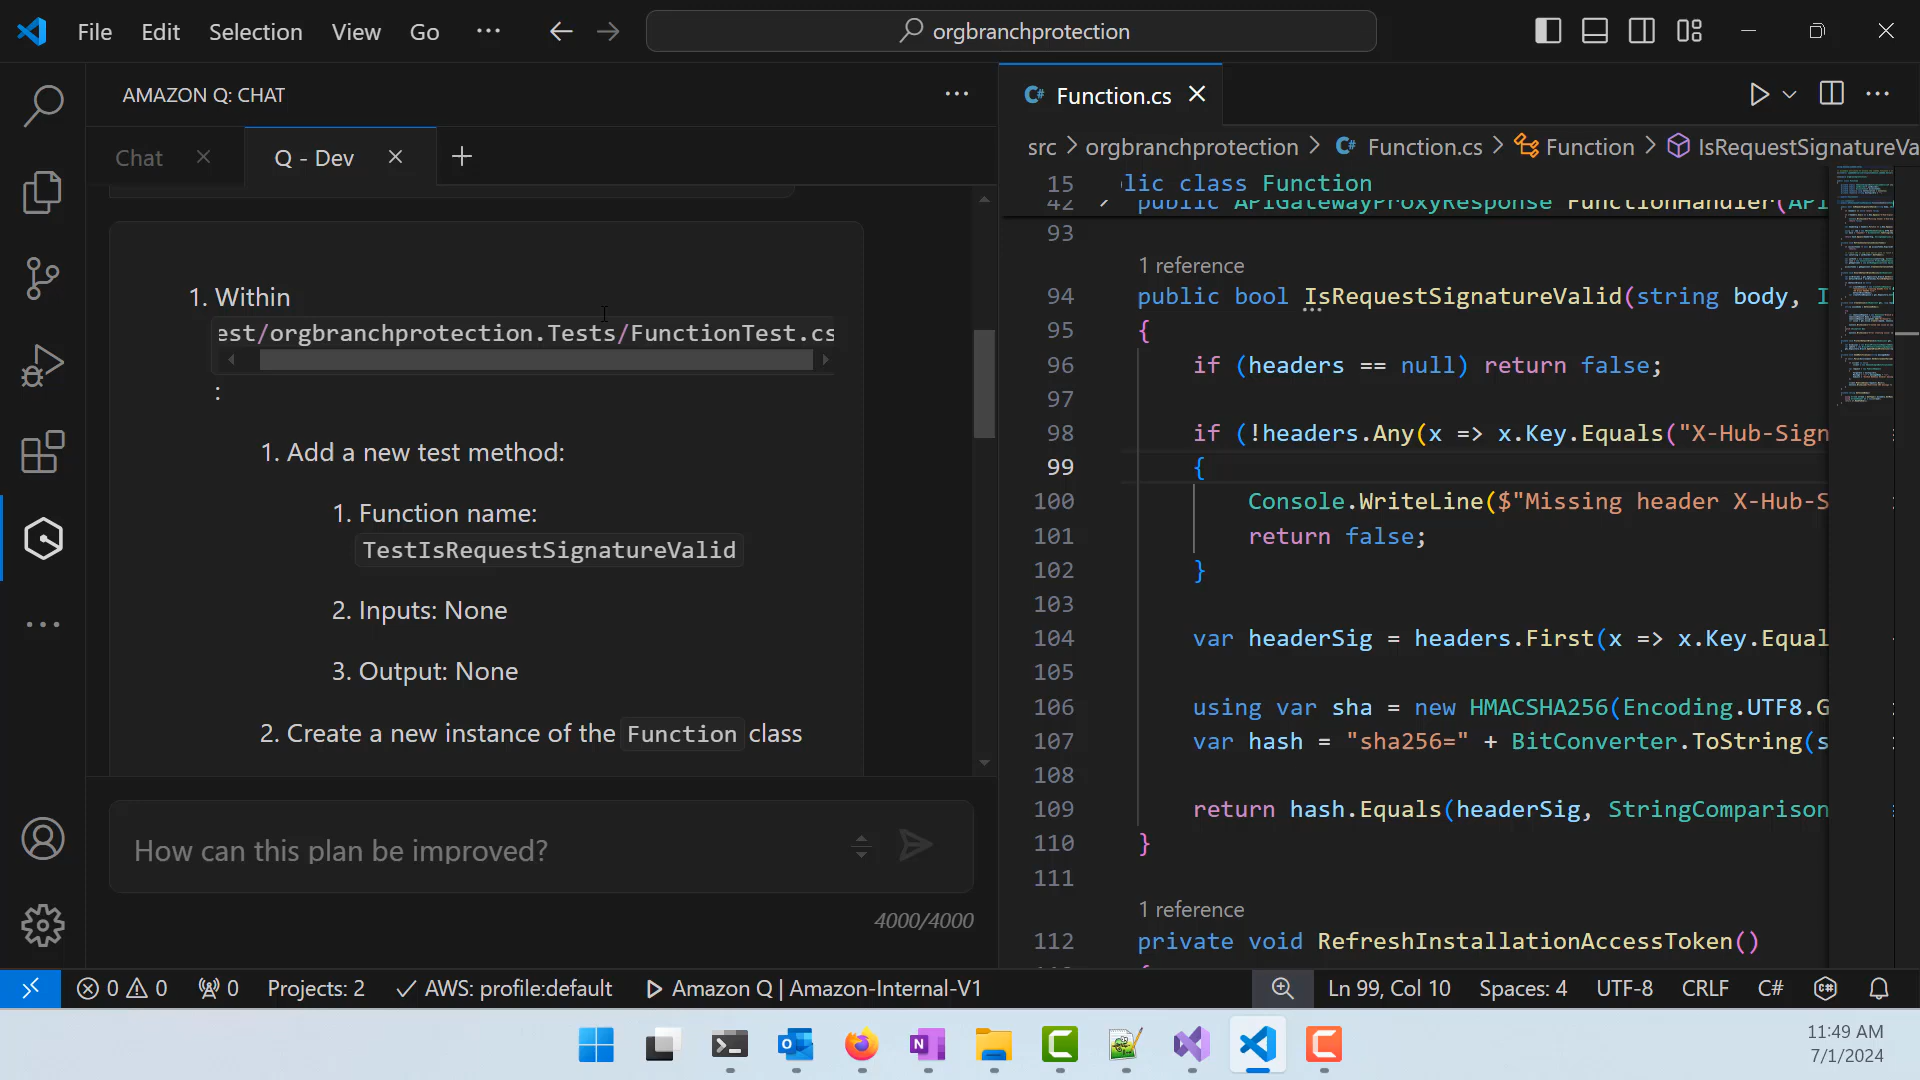 File Edit Selection View Go ··· orgbranchprotection
AMAZON Q: CHAT
Chat
Q - Dev
1. Within
est/orgbranchprotection.Tests/FunctionTest.cs
:
1. Add a new test method:
1. Function name:
TestIsRequestSignatureValid
2. Inputs: None
3. Output: None
2. Create a new instance of the Function class
How can this plan be improved?
4000/4000
C# Function.cs
src > orgbranchprotection > C# Function.cs > Function > IsRequestSignatureVa
15 lic class Function
42 public APIGatewayProxyResponse FunctionHandler(API
93
1 reference
94 public bool IsRequestSignatureValid(string body, I
95 {
96 if (headers == null) return false;
97
98 if (!headers.Any(x => x.Key.Equals("X-Hub-Sign
99 {
100 Console.WriteLine($"Missing header X-Hub-S
101 return false;
102 }
103
104 var headerSig = headers.First(x => x.Key.Equal
105
106 using var sha = new HMACSHA256(Encoding.UTF8.G
107 var hash = "sha256=" + BitConverter.ToString(s
108
109 return hash.Equals(headerSig, StringComparison
110 }
111
1 reference
112 private void RefreshInstallationAccessToken()
0 0 0 Projects: 2 AWS: profile:default Amazon Q | Amazon-Internal-V1 Ln 99, Col 10 Spaces: 4 UTF-8 CRLF C#
11:49 AM
7/1/2024